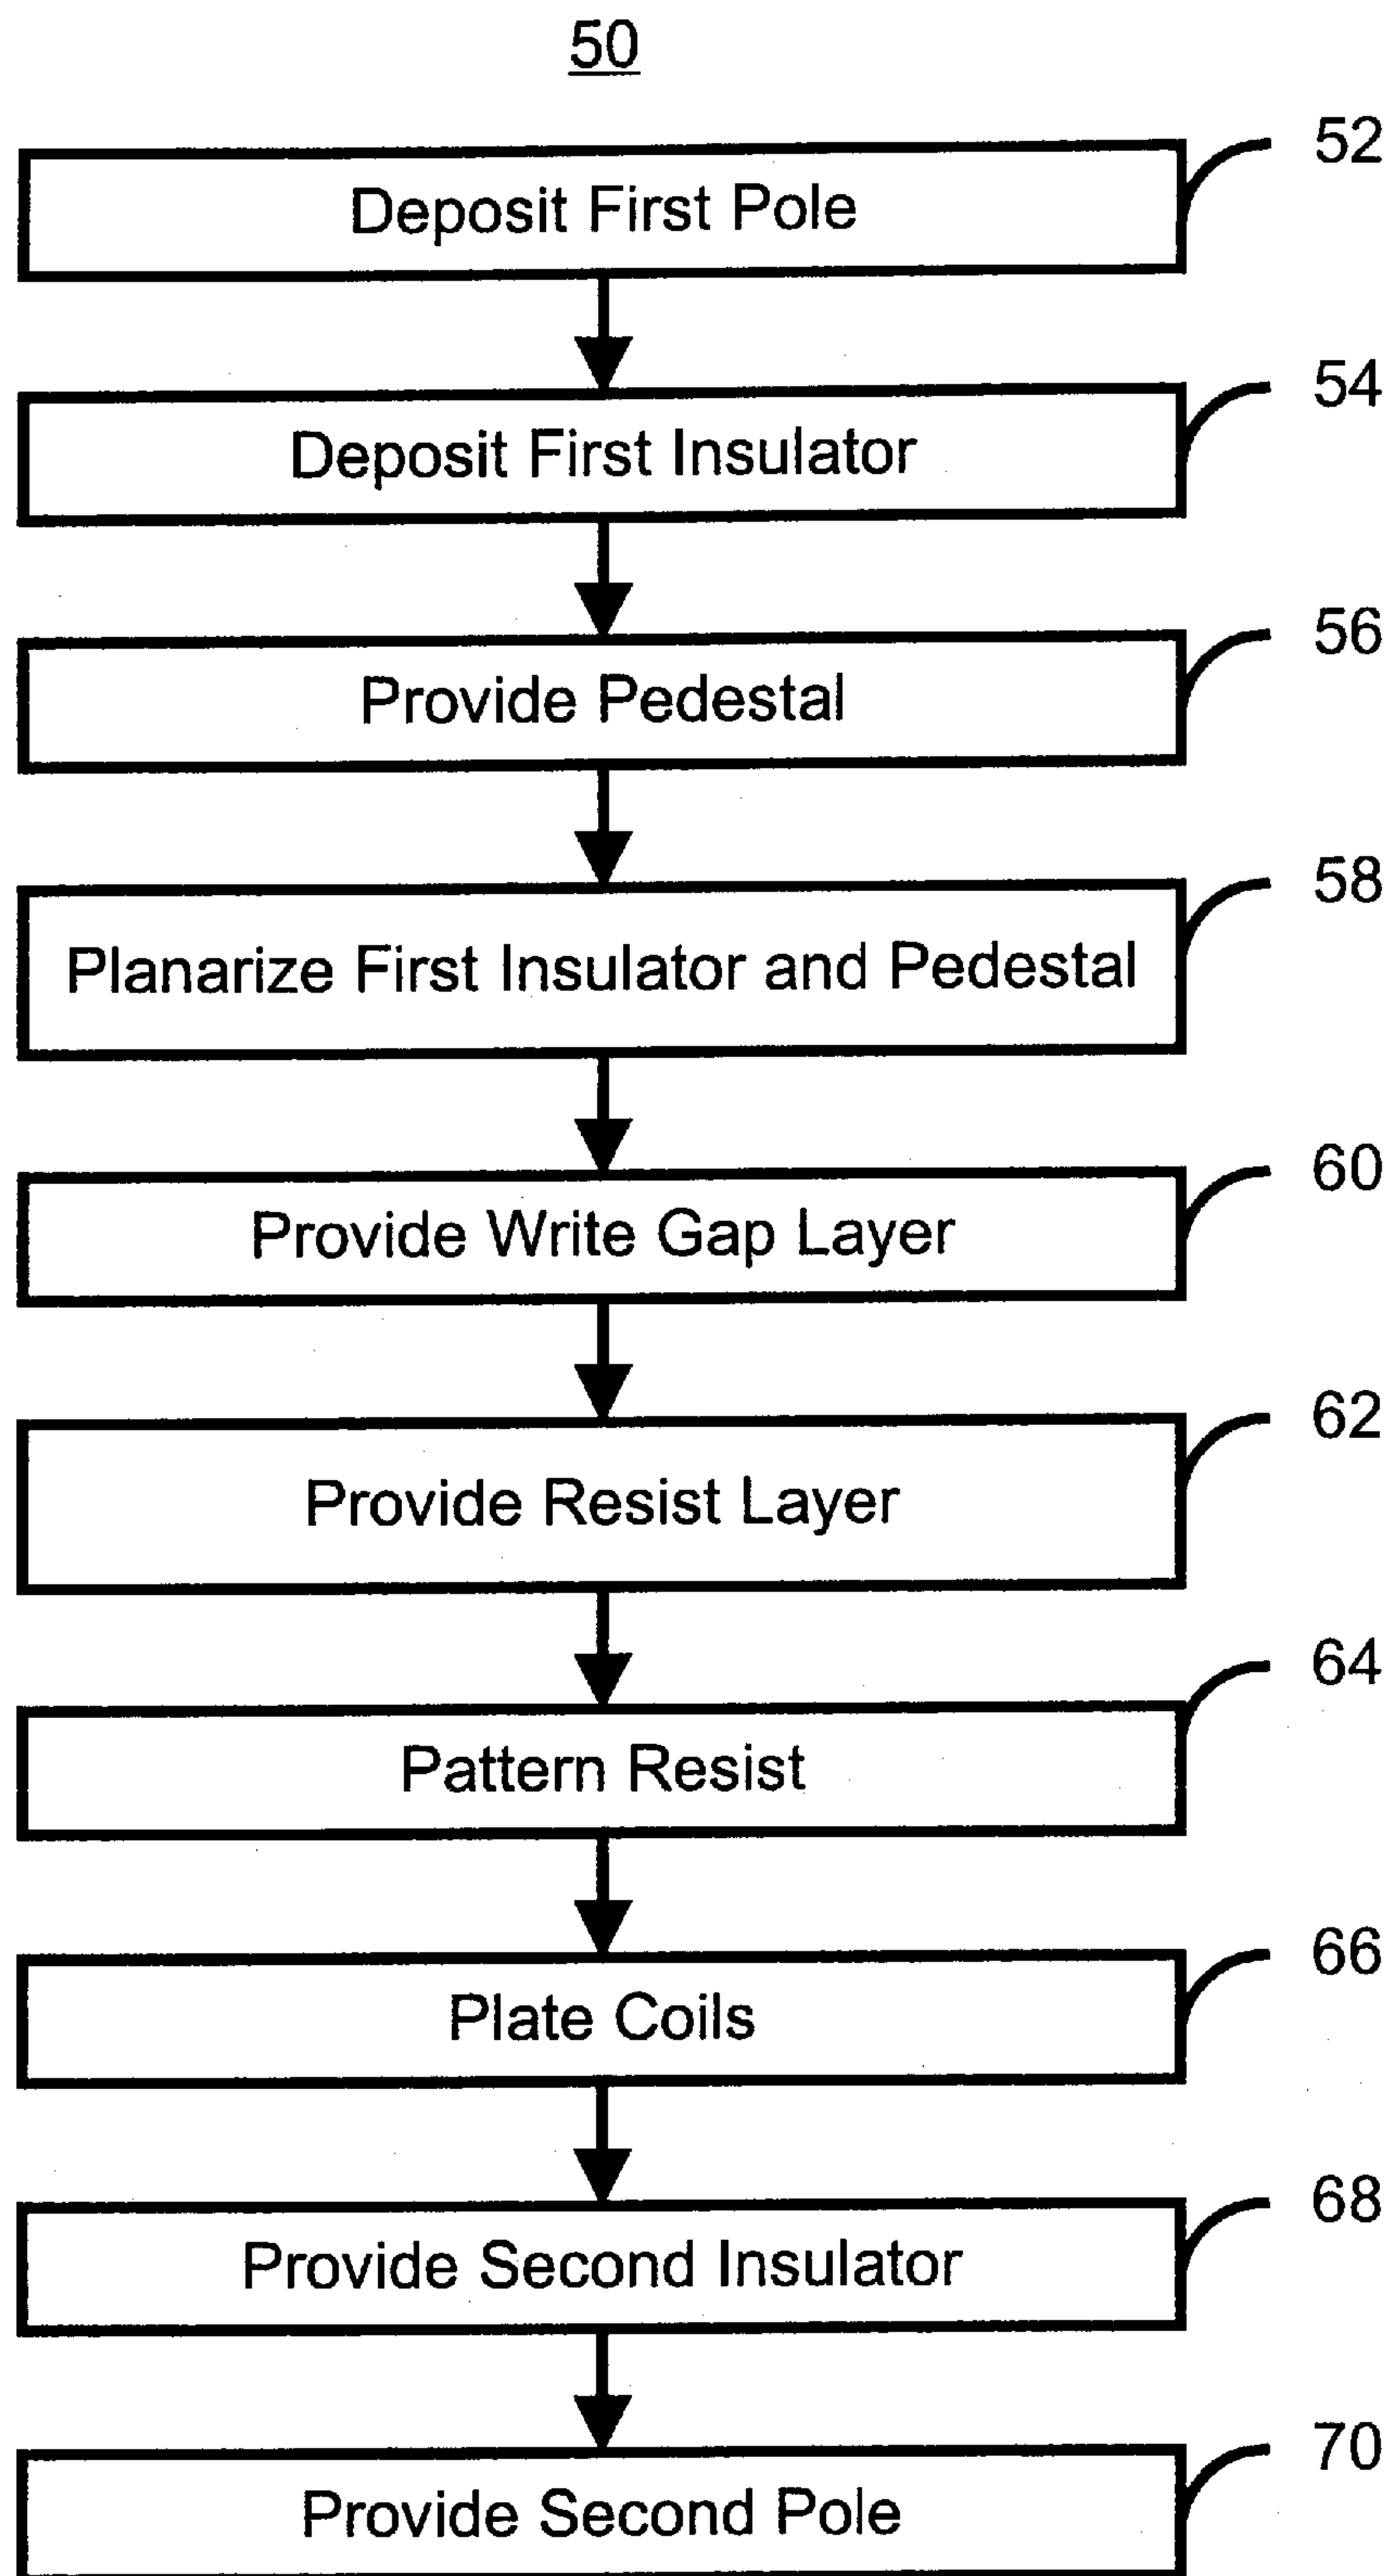 50
Deposit First Pole
52
Deposit First Insulator
54
Provide Pedestal
56
Planarize First Insulator and Pedestal
58
Provide Write Gap Layer
60
Provide Resist Layer
62
Pattern Resist
64
Plate Coils
66
Provide Second Insulator
68
Provide Second Pole
70